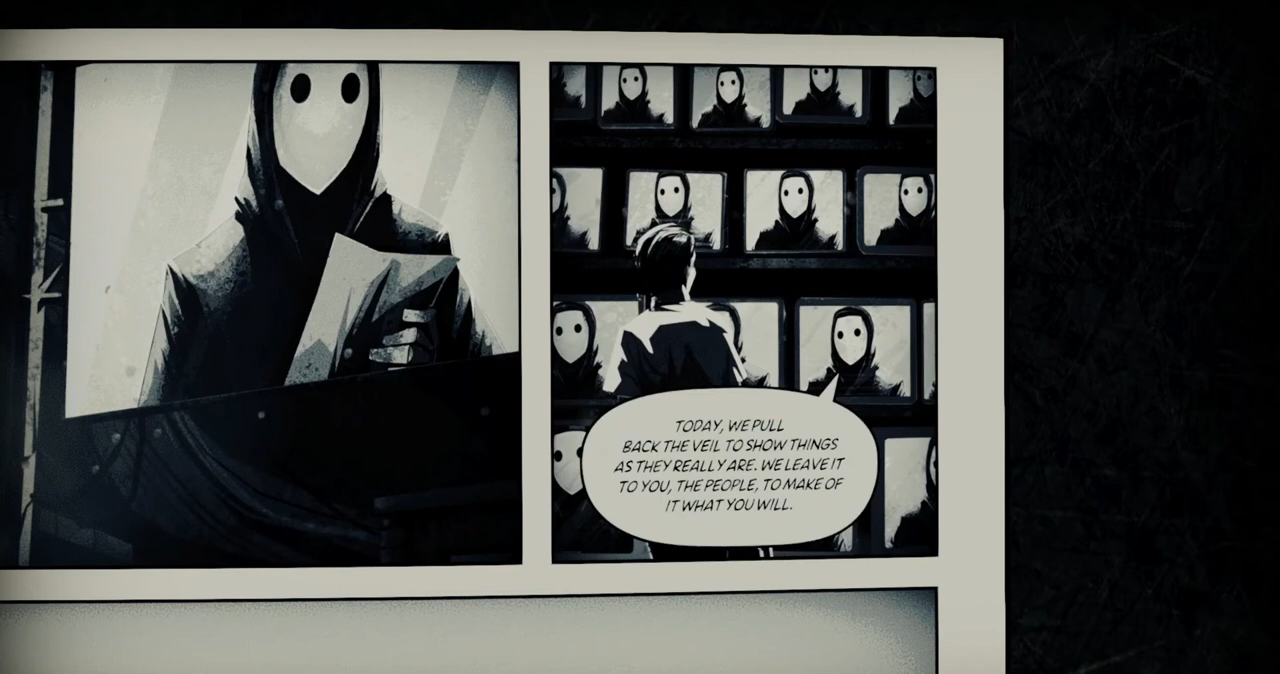 TODAY, WE PULL
BACK THE VEIL TO SHOW THINGS
AS THEY REALLY ARE. WE LEAVE IT
TO YOU, THE PEOPLE, TO MAKE OF
IT WHAT YOU WILL.